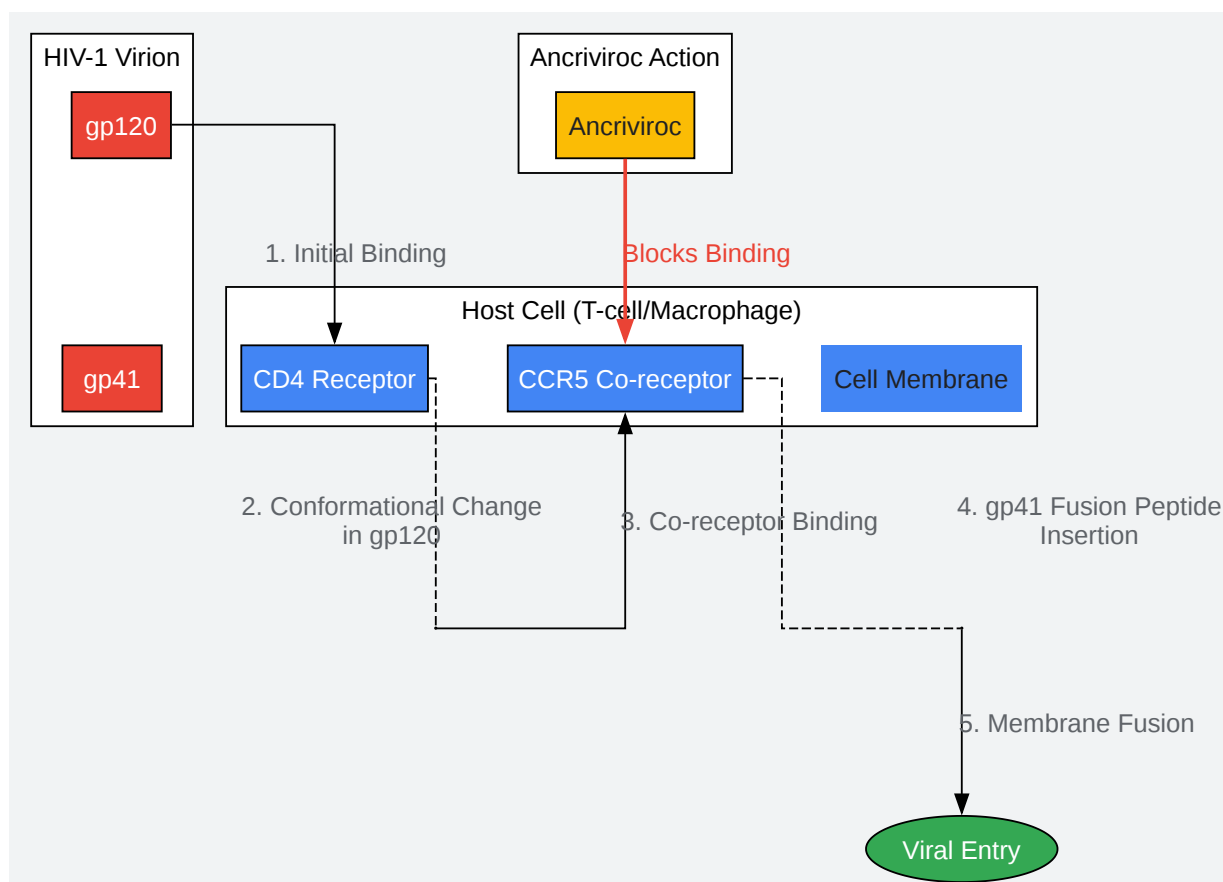 HIV-1 Virion
Ancriviroc Action
gp120
Ancriviroc
1. Initial Binding
Blocks Binding
Host Cell (T-cell/Macrophage)
gp41
CD4 Receptor
CCR5 Co-receptor
Cell Membrane
2. Conformational Change
in gp120
3. Co-receptor Binding
4. gp41 Fusion Peptide
Insertion
5. Membrane Fusion
Viral Entry